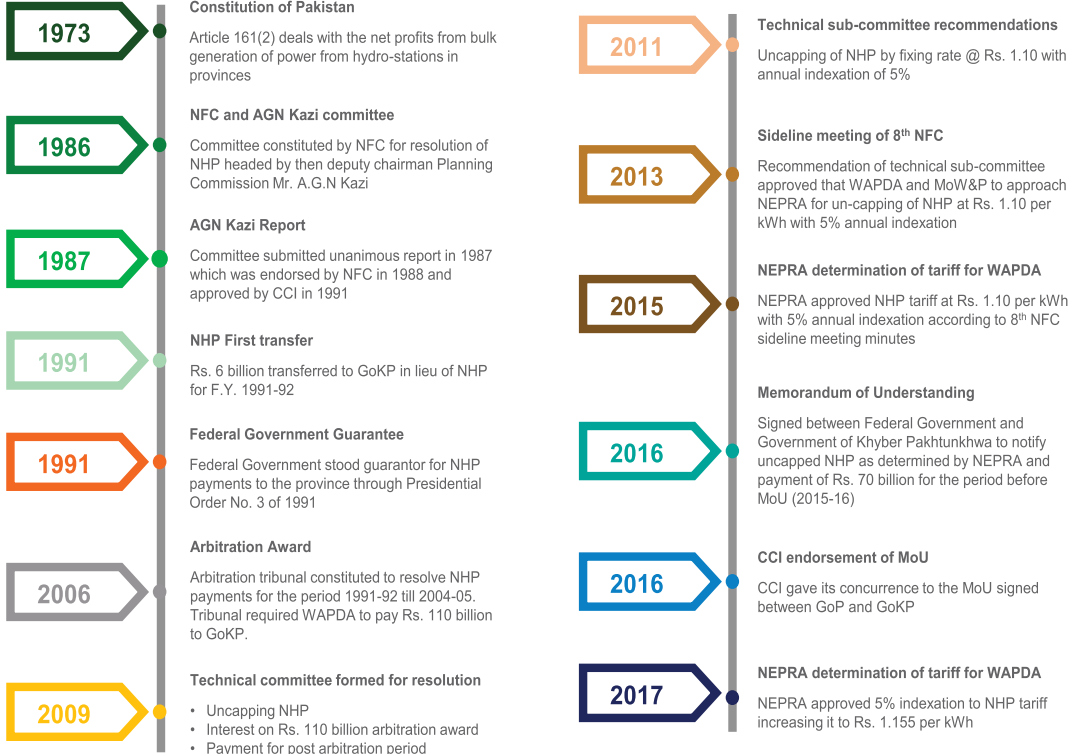 1973
Constitution of Pakistan
Article 161(2) deals with the net profits from bulk
generation of power from hydro-stations in
provinces
1986
NFC and AGN Kazi committee
Committee constituted by NFC for resolution of
NHP headed by then deputy chairman Planning
Commission Mr. A.G.N Kazi
1987
AGN Kazi Report
Committee submitted unanimous report in 1987
which was endorsed by NFC in 1988 and
approved by CCI in 1991
1991
NHP First transfer
Rs. 6 billion transferred to GoKP in lieu of NHP
for F.Y. 1991-92
1991
Federal Government Guarantee
Federal Government stood guarantor for NHP
payments to the province through Presidential
Order No. 3 of 1991
2006
Arbitration Award
Arbitration tribunal constituted to resolve NHP
payments for the period 1991-92 till 2004-05.
Tribunal required WAPDA to pay Rs. 110 billion
to GoKP.
2009
Technical committee formed for resolution
• Uncapping NHP
• Interest on Rs. 110 billion arbitration award
• Payment for post arbitration period
2011
Technical sub-committee recommendations
Uncapping of NHP by fixing rate @ Rs. 1.10 with
annual indexation of 5%
2013
Sideline meeting of 8th NFC
Recommendation of technical sub-committee
approved that WAPDA and MoW&P to approach
NEPRA for un-capping of NHP at Rs. 1.10 per
kWh with 5% annual indexation
2015
NEPRA determination of tariff for WAPDA
NEPRA approved NHP tariff at Rs. 1.10 per kWh
with 5% annual indexation according to 8th NFC
sideline meeting minutes
2016
Memorandum of Understanding
Signed between Federal Government and
Government of Khyber Pakhtunkhwa to notify
uncapped NHP as determined by NEPRA and
payment of Rs. 70 billion for the period before
MoU (2015-16)
2016
CCI endorsement of MoU
CCI gave its concurrence to the MoU signed
between GoP and GoKP
2017
NEPRA determination of tariff for WAPDA
NEPRA approved 5% indexation to NHP tariff
increasing it to Rs. 1.155 per kWh